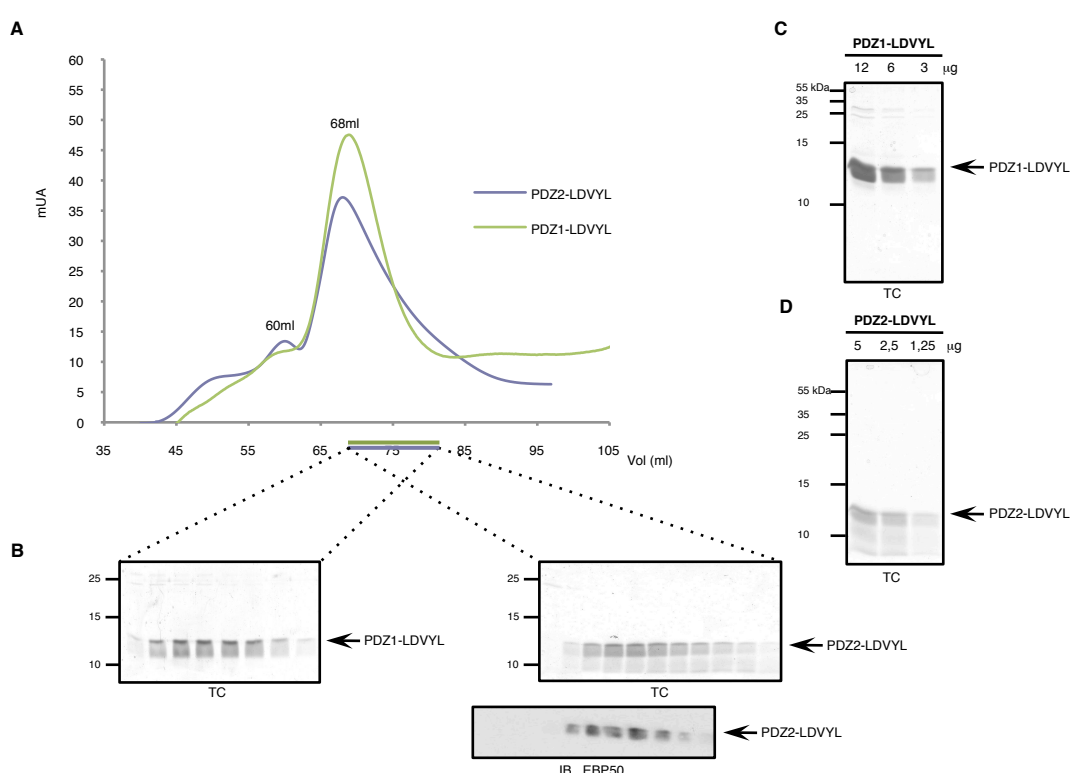 A
60
55
50
45
40
35
30
25
20
15
10
5
0
mUA
68ml
60ml
PDZ2-LDVYL
PDZ1-LDVYL
35 45 55 65 75 85 95 105
Vol (ml)
B
25
15
10
PDZ1-LDVYL
TC
25
15
10
PDZ2-LDVYL
TC
PDZ2-LDVYL
IB EBP50
C
PDZ1-LDVYL
12 6 3 µg
55 kDa
35
25
15
10
PDZ1-LDVYL
TC
D
PDZ2-LDVYL
5 2,5 1,25 µg
55 kDa
35
25
15
10
PDZ2-LDVYL
TC